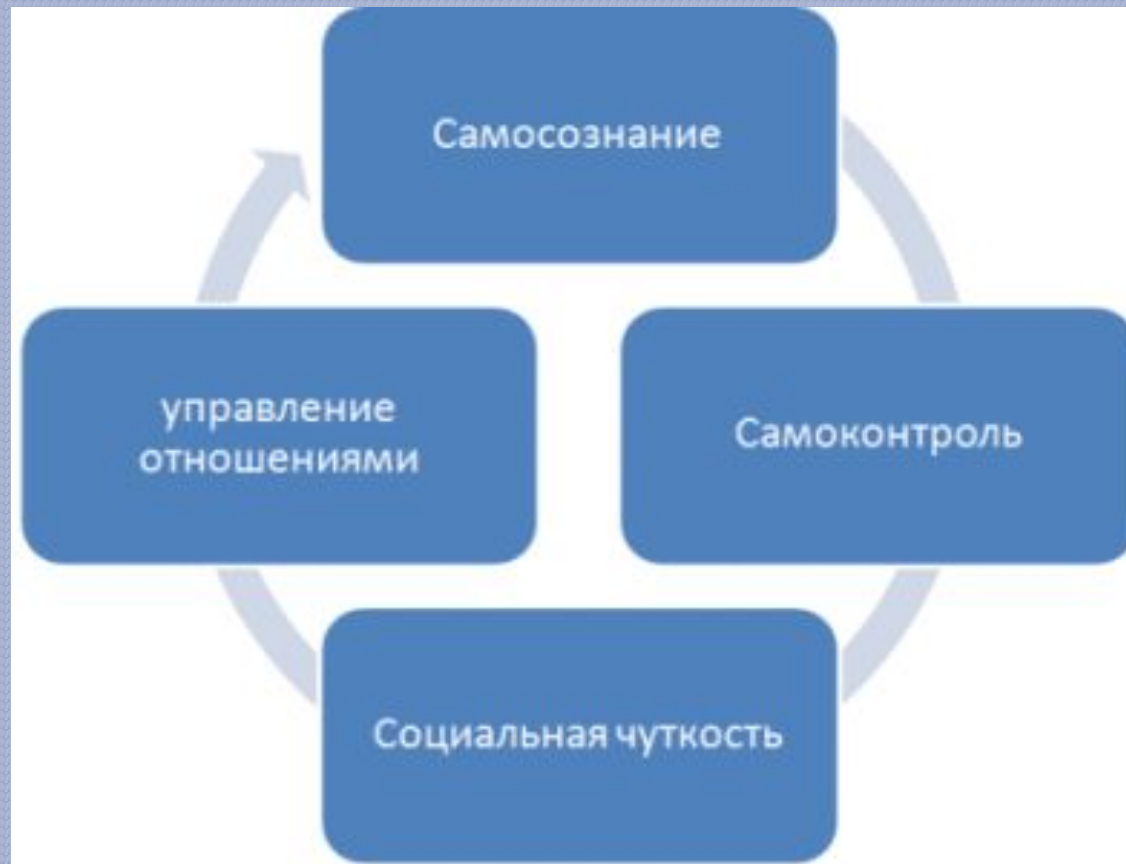 Самосознание
управление
отношениями
Самоконтроль
Социальная чуткость